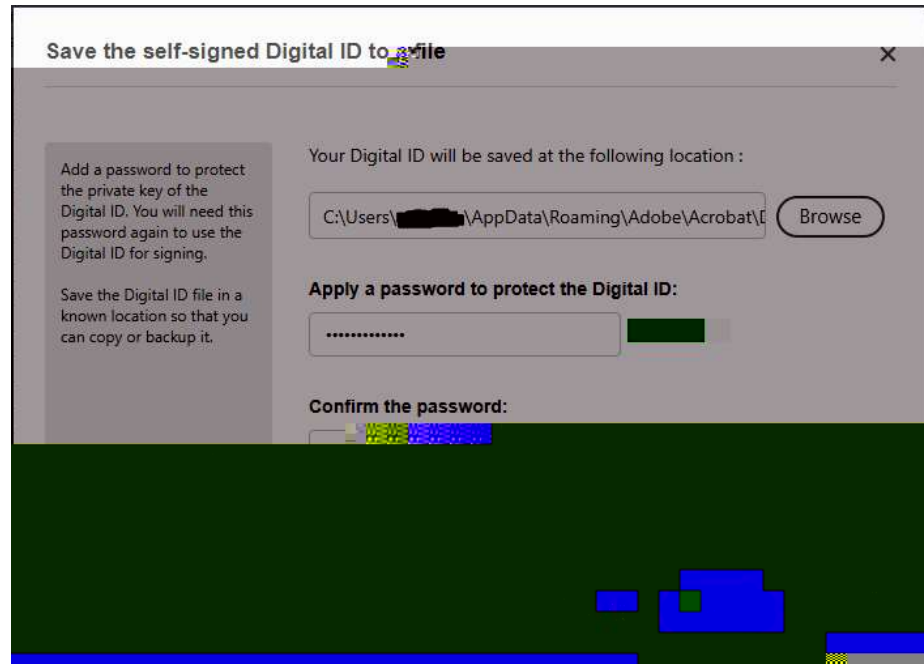 Save the self-signed Digital ID to a file
Your Digital ID will be saved at the following location :
Add a password to protect
the private key of the
Digital ID. You will need this
password again to use the
Digital ID for signing.
Save the Digital ID file in a
known location so that you
can copy or backup it.
C:\Users\ \AppData\Roaming\Adobe\Acrobat\
Browse
Apply a password to protect the Digital ID:
Confirm the password: